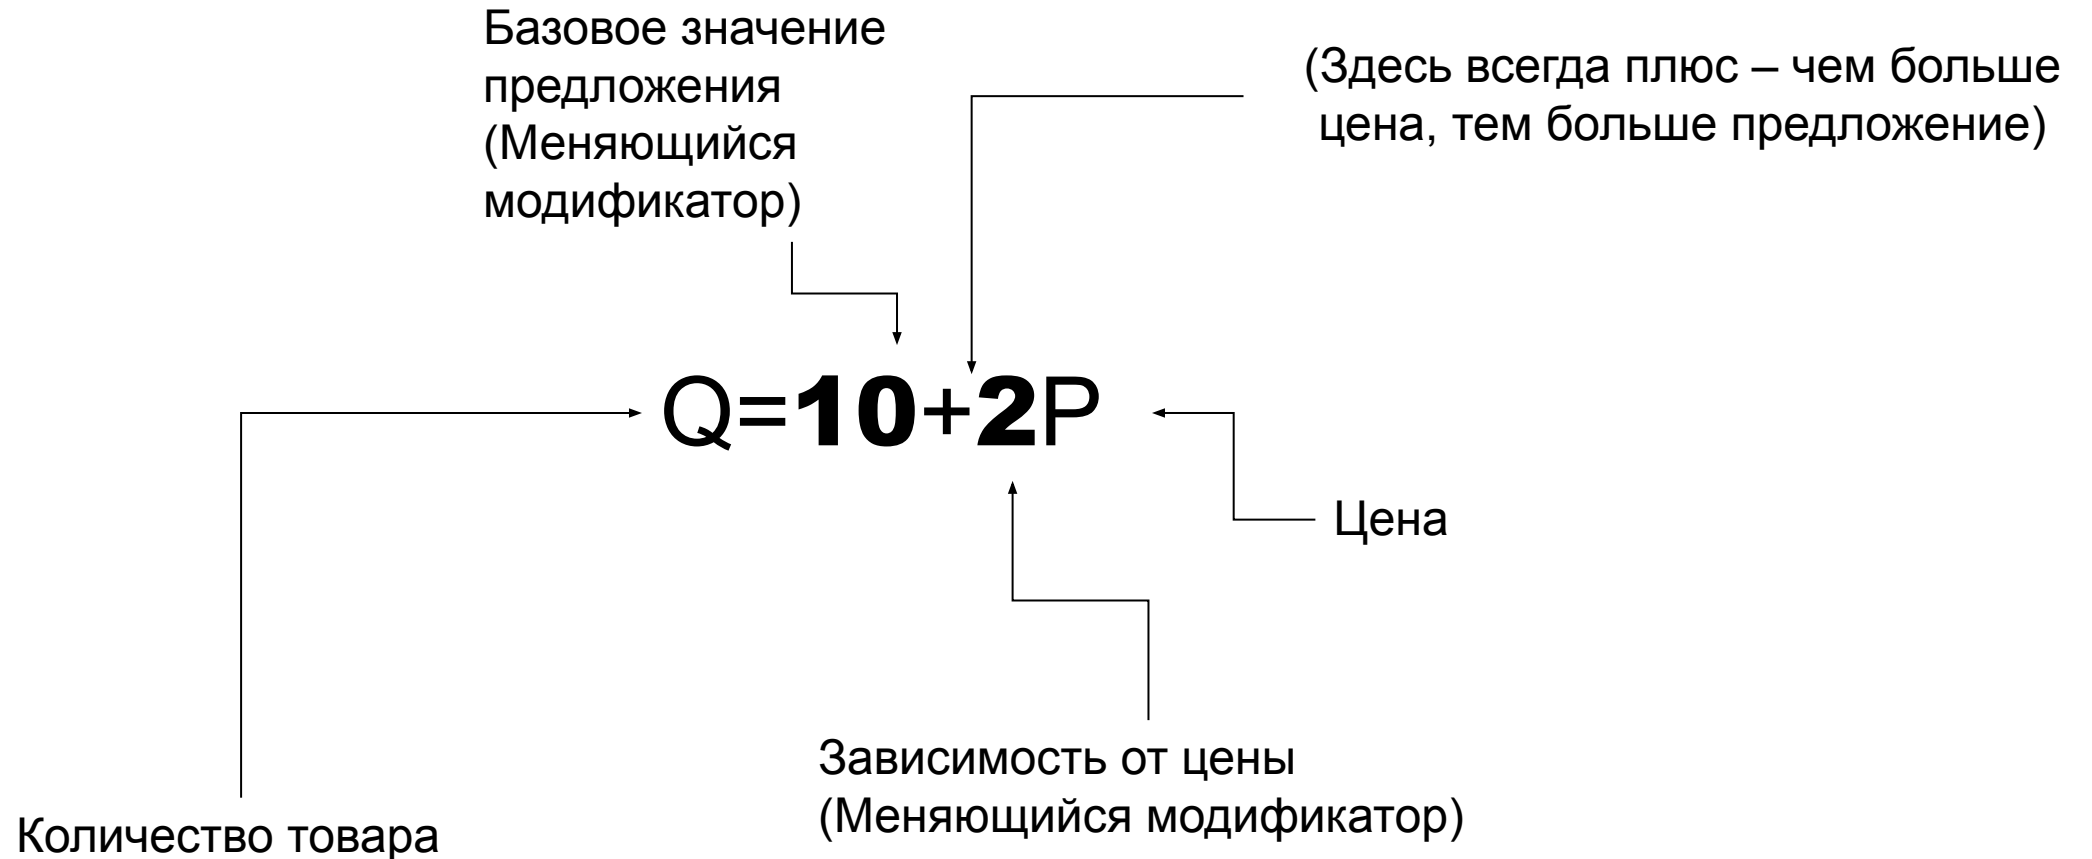 Базовое значение
предложения
(Меняющийся
модификатор)
(Здесь всегда плюс – чем больше
цена, тем больше предложение)
Q=10+2P
Цена
Зависимость от цены
(Меняющийся модификатор)
Количество товара